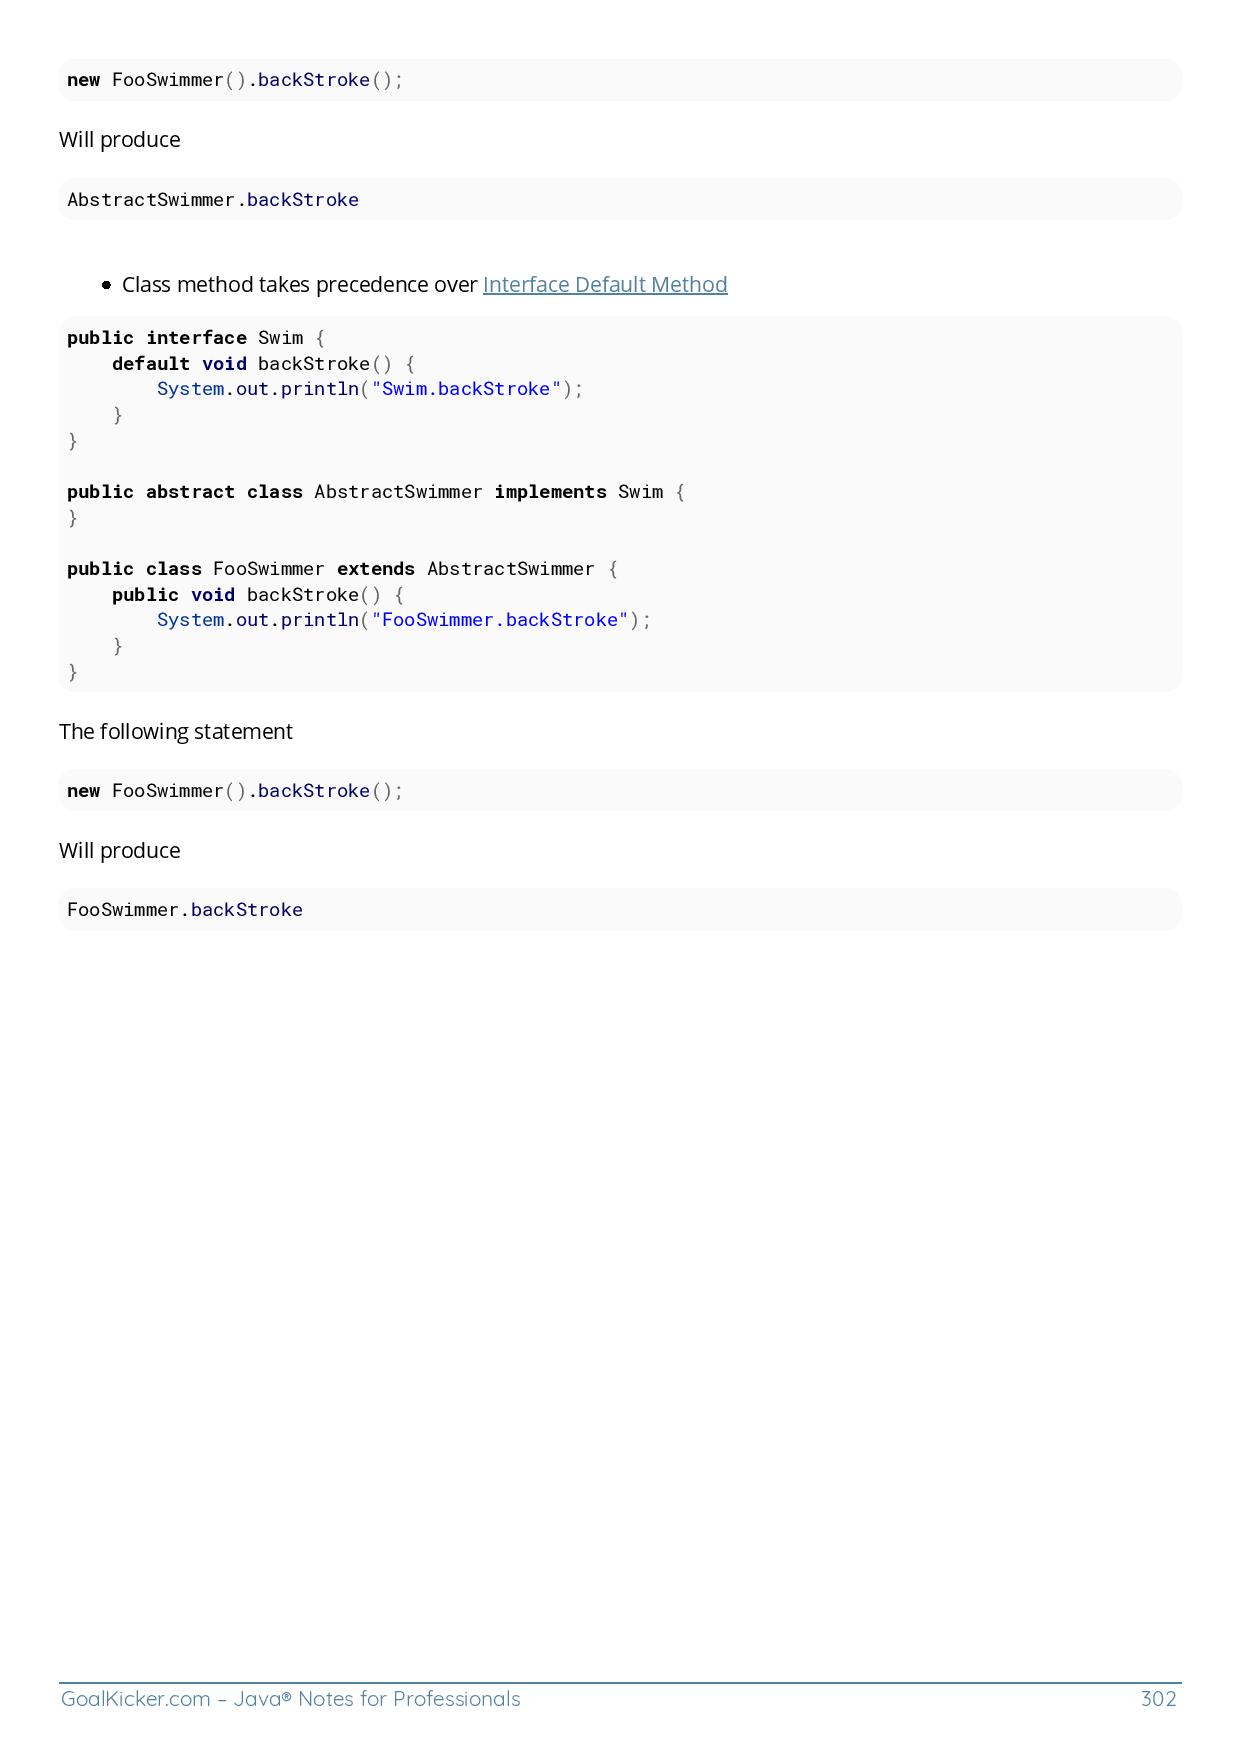 new FooSwimmer().backStroke();
Will produce
AbstractSwimmer.backStroke
• Class method takes precedence over Interface Default Method
public interface Swim {
    default void backStroke() {
        System.out.println("Swim.backStroke");
    }
}
public abstract class AbstractSwimmer implements Swim {
}
public class FooSwimmer extends AbstractSwimmer {
    public void backStroke() {
        System.out.println("FooSwimmer.backStroke");
    }
}
The following statement
new FooSwimmer().backStroke();
Will produce
FooSwimmer.backStroke
GoalKicker.com – Java® Notes for Professionals 302